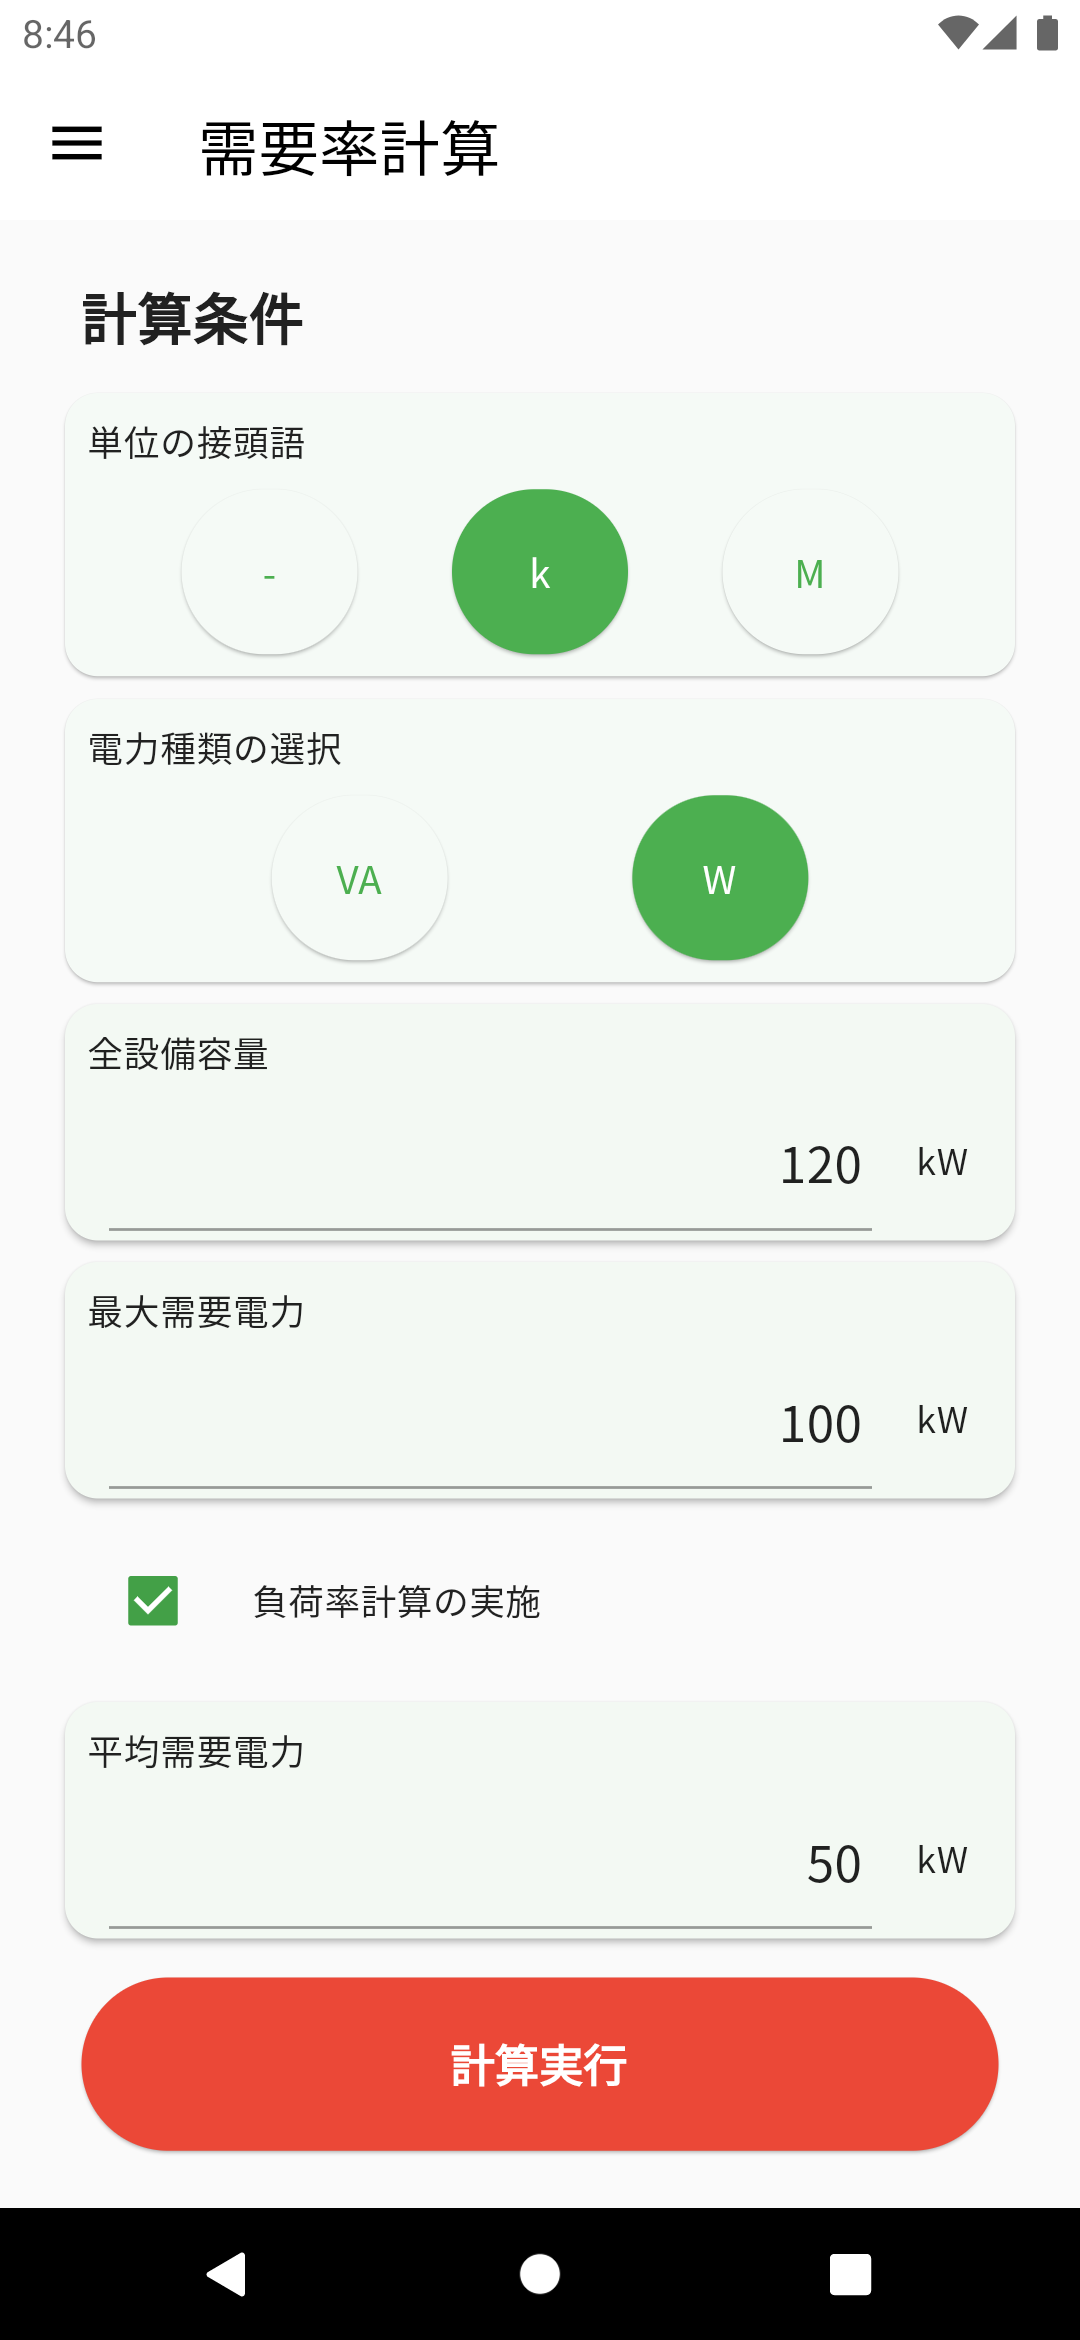 8:46
需要率計算
計算条件
単位の接頭語
- k M
電力種類の選択
VA W
全設備容量
120 kW
最大需要電力
100 kW
負荷率計算の実施
平均需要電力
50 kW
計算実行